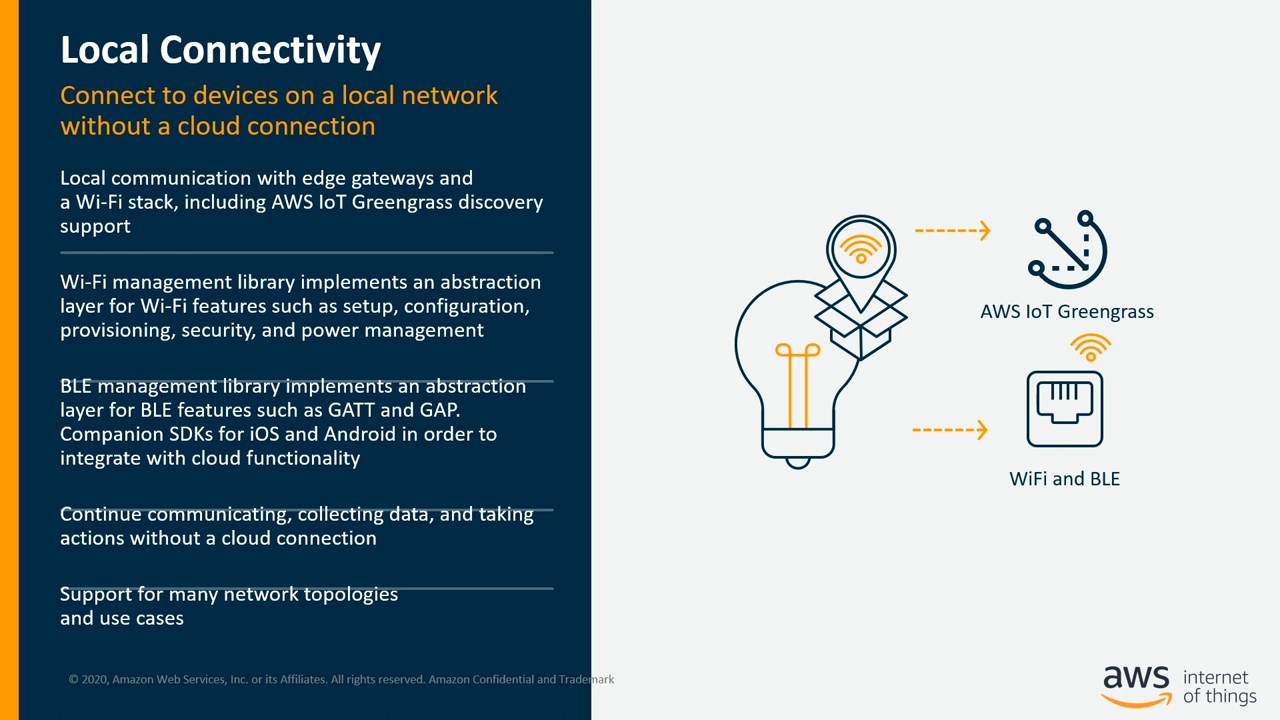 Local Connectivity
Connect to devices on a local network
without a cloud connection
Local communication with edge gateways and
a Wi-Fi stack, including AWS IoT Greengrass discovery
support
Wi-Fi management library implements an abstraction
layer for Wi-Fi features such as setup, configuration,
provisioning, security, and power management
BLE management library implements an abstraction
layer for BLE features such as GATT and GAP.
Companion SDKs for iOS and Android in order to
integrate with cloud functionality
Continue communicating, collecting data, and taking
actions without a cloud connection
Support for many network topologies
and use cases
© 2020, Amazon Web Services, Inc. or its Affiliates. All rights reserved. Amazon Confidential and Trademark
AWS IoT Greengrass
WiFi and BLE
aws
internet
of things